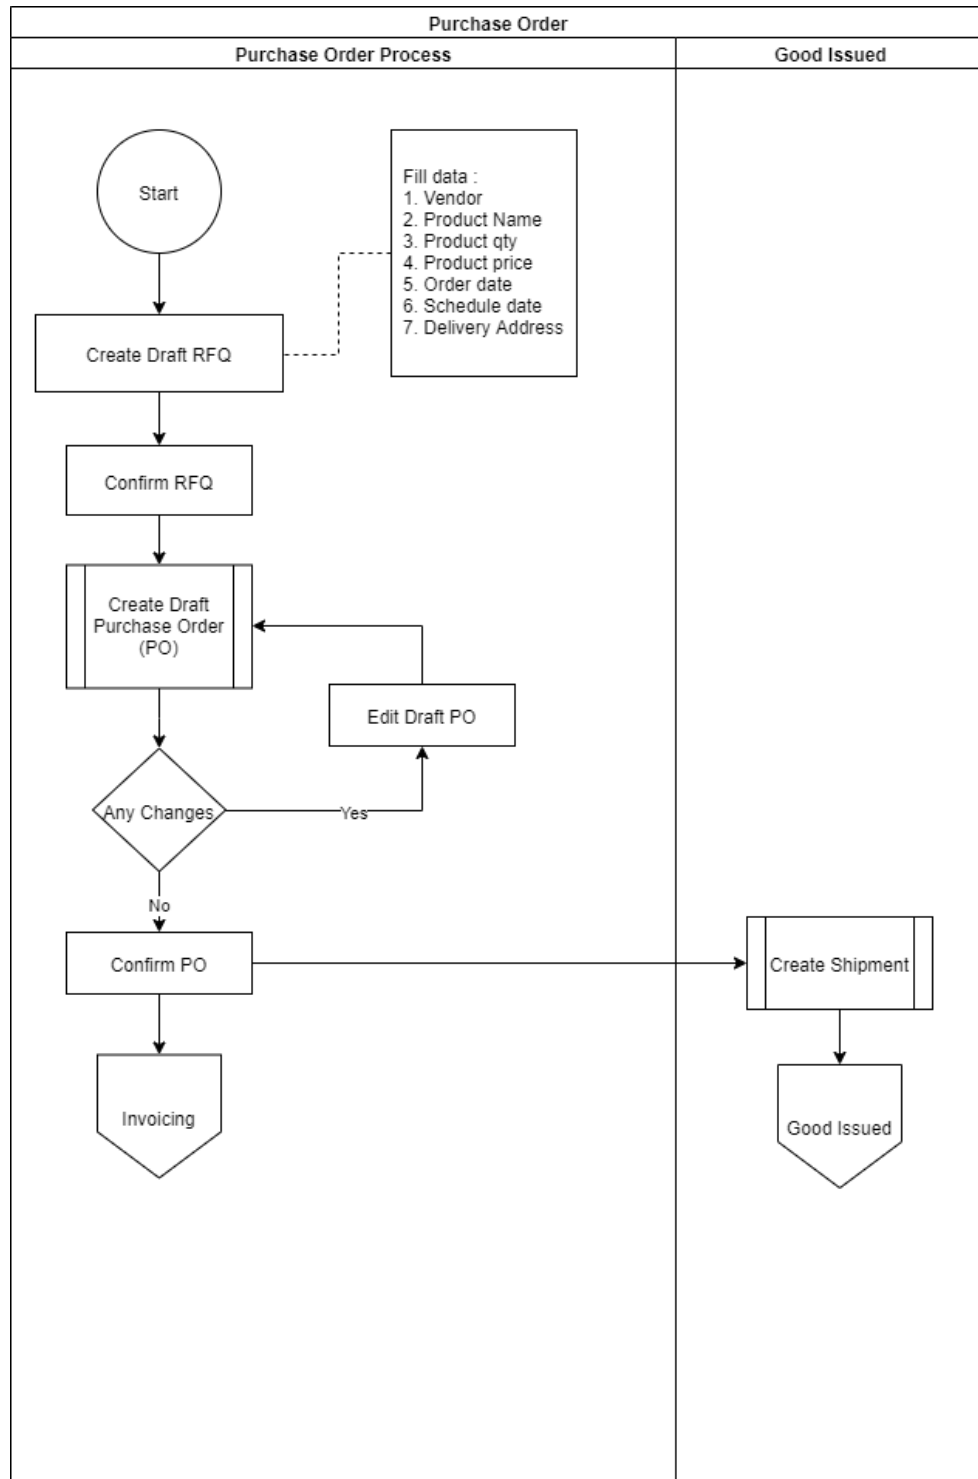 Purchase Order
Purchase Order Process
Good Issued
Start
Fill data :
1. Vendor
2. Product Name
3. Product qty
4. Product price
5. Order date
6. Schedule date
7. Delivery Address
Create Draft RFQ
Confirm RFQ
Create Draft
Purchase Order
(PO)
Edit Draft PO
Any Changes
Yes
No
Confirm PO
Create Shipment
Invoicing
Good Issued